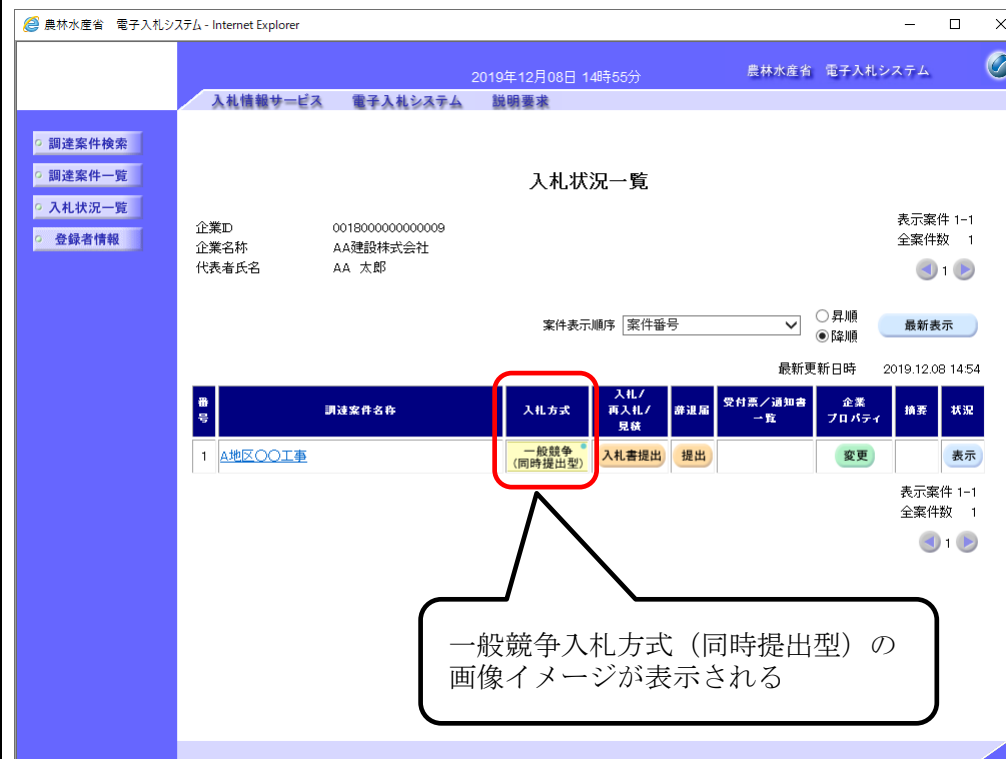 農林水産省 電子入札システム - Internet Explorer
2019年12月08日 14時55分
農林水産省 電子入札システム
入札情報サービス 電子入札システム 説明要求
調達案件検索
調達案件一覧
入札状況一覧
登録者情報
入札状況一覧
企業ID 0018000000000009
企業名称 AA建設株式会社
代表者氏名 AA 太郎
表示案件 1-1
全案件数 1
1
案件表示順序 案件番号
昇順
降順
最新表示
最新更新日時 2019.12.08 14:54
番号
調達案件名称
入札方式
入札/
再入札/
見積
辞退届
受付票/通知書
一覧
企業
プロパティ
摘要
状況
1 A地区〇〇工事
一般競争
(同時提出型)
入札書提出 提出 変更 表示
表示案件 1-1
全案件数 1
1
一般競争入札方式（同時提出型）の
画像イメージが表示される